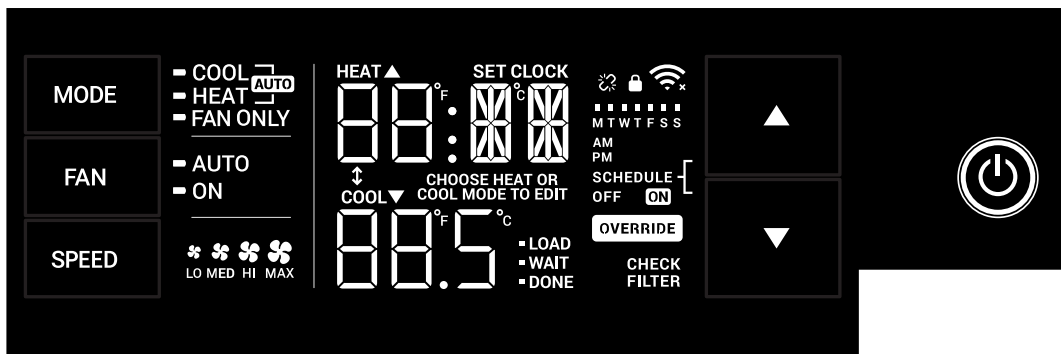 MODE
FAN
SPEED
COOL
HEAT
AUTO
FAN ONLY
AUTO
ON
LO MED HI MAX
HEAT▲ SET CLOCK
88:88
°F °C
↕
CHOOSE HEAT OR
COOL MODE TO EDIT
COOL▼
88.5
°F °C
LOAD
WAIT
DONE
M T W T F S S
AM
PM
SCHEDULE
OFF ON
OVERRIDE
CHECK
FILTER